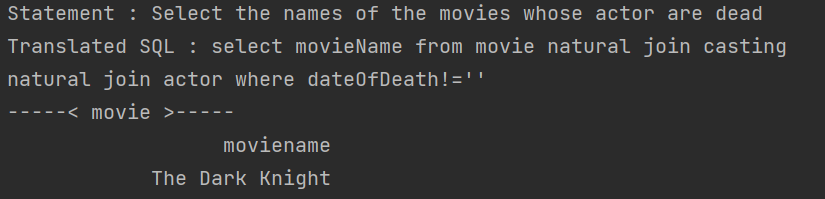 Statement : Select the names of the movies whose actor are dead
Translated SQL : select movieName from movie natural join casting
natural join actor where dateOfDeath!=''
-----< movie >-----
moviename
The Dark Knight